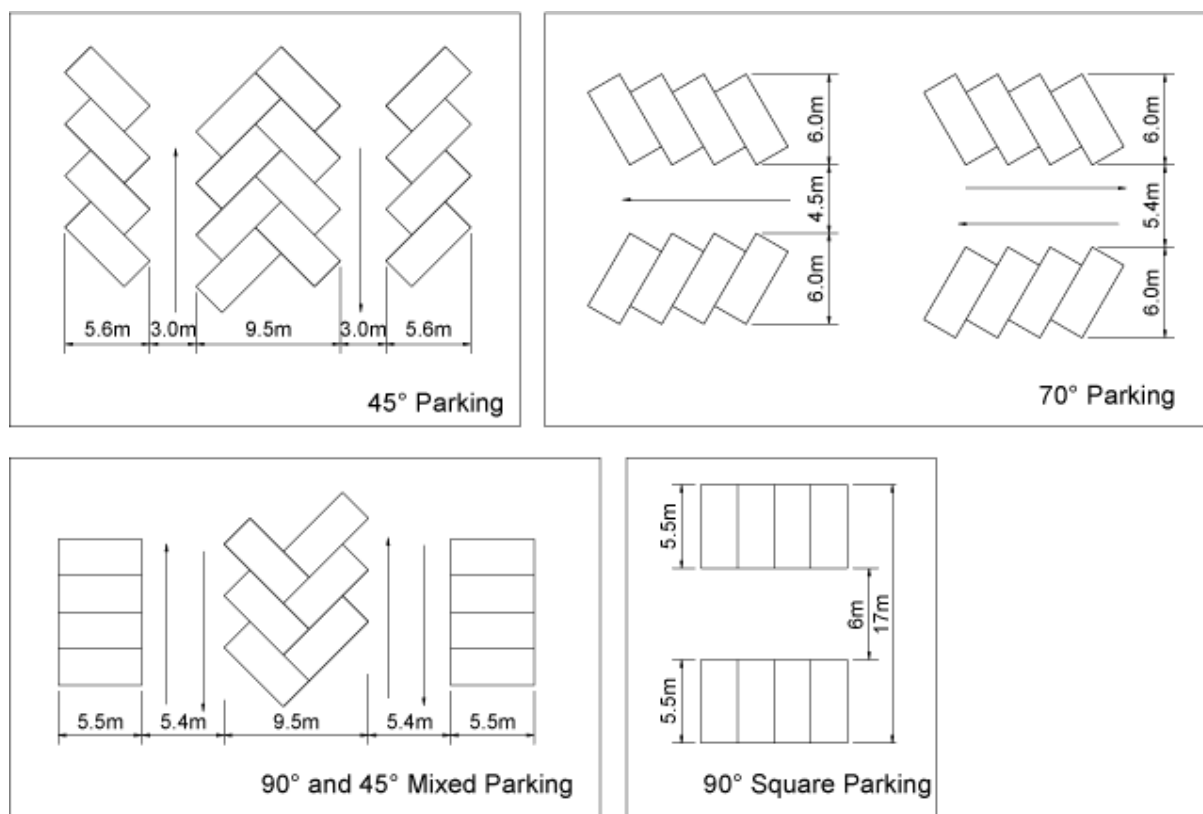 5.6m 3.0m 9.5m 3.0m 5.6m
45° Parking
6.0m
4.5m
6.0m
6.0m
5.4m
6.0m
70° Parking
5.5m 5.4m 9.5m 5.4m 5.5m
90° and 45° Mixed Parking
5.5m
6m
17m
5.5m
90° Square Parking